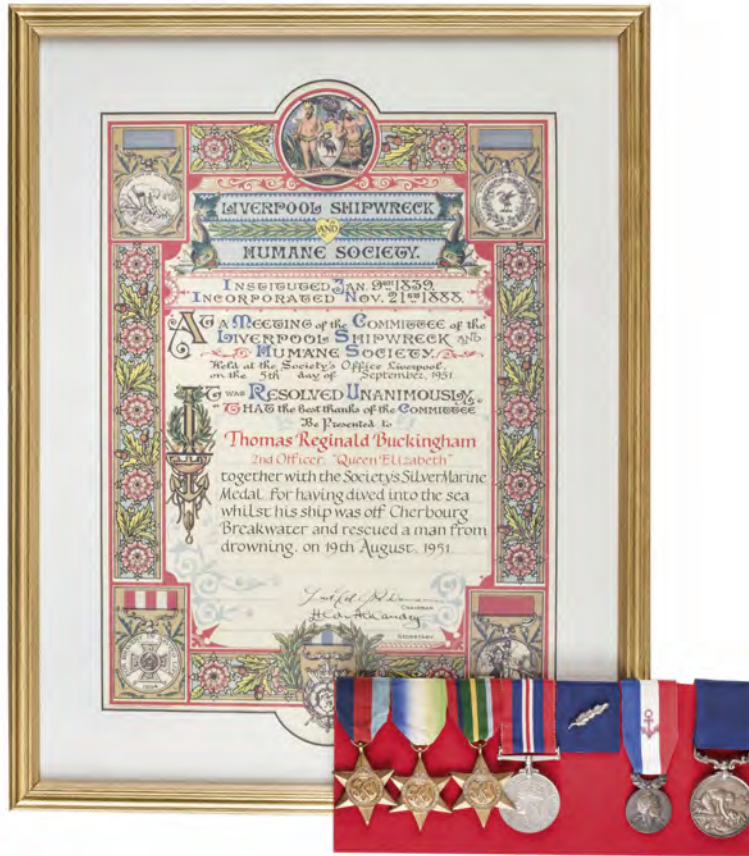 LIVERPOOL SHIPWRECK
AND
HUMANE SOCIETY.
INSTITUTED JAN. 9TH 1839.
INCORPORATED NOV. 21ST 1888.
AT A MEETING of the COMMITTEE of the
LIVERPOOL SHIPWRECK AND
HUMANE SOCIETY.
Held at the Society's Office Liverpool,
on the 5th day of September, 1951.
IT WAS RESOLVED UNANIMOUSLY.
THAT the best thanks of the COMMITTEE
Be Presented to
Thomas Reginald Buckingham
2nd Officer, "Queen Elizabeth"
together with the Society's Silver Marine
Medal for having dived into the sea
whilst his ship was off Cherbourg
Breakwater and rescued a man from
drowning, on 19th August, 1951.
CHAIRMAN
SECRETARY